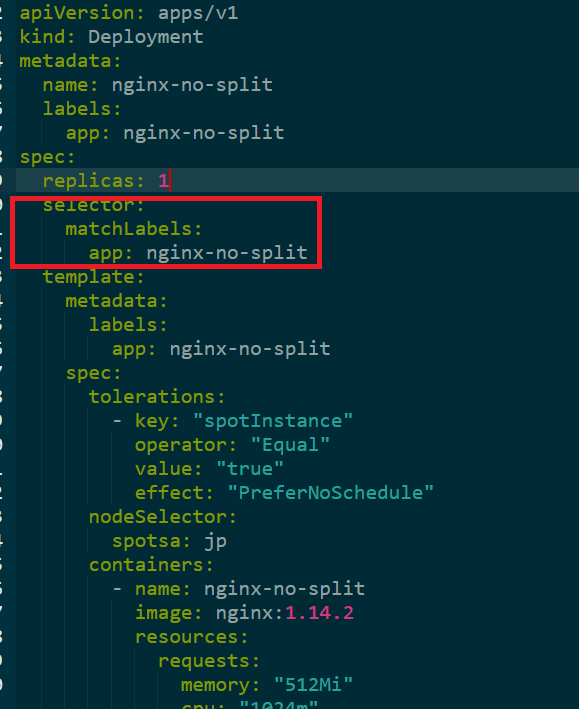 apiVersion: apps/v1
kind: Deployment
metadata:
  name: nginx-no-split
  labels:
    app: nginx-no-split
spec:
  replicas: 1
  selector:
    matchLabels:
      app: nginx-no-split
  template:
    metadata:
      labels:
        app: nginx-no-split
    spec:
      tolerations:
        - key: "spotInstance"
          operator: "Equal"
          value: "true"
          effect: "PreferNoSchedule"
      nodeSelector:
        spotsa: jp
      containers:
        - name: nginx-no-split
          image: nginx:1.14.2
          resources:
            requests:
              memory: "512Mi"
              cpu: "1024m"